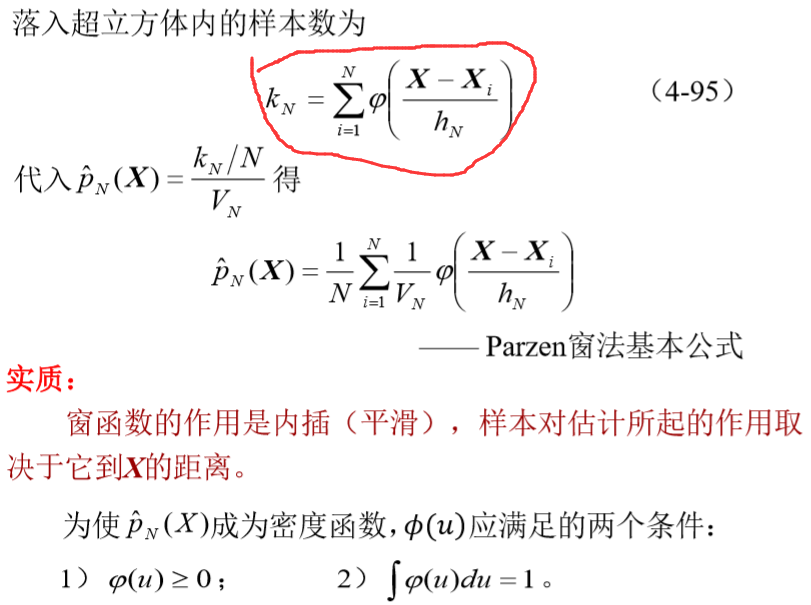 落入超立方体内的样本数为
$k_N = \sum_{i=1}^{N} \varphi\left(\frac{\boldsymbol{X} - \boldsymbol{X}_i}{h_N}\right)$ （4-95）
代入 $\hat{p}_N(\boldsymbol{X}) = \frac{k_N/N}{V_N}$ 得
$\hat{p}_N(\boldsymbol{X}) = \frac{1}{N} \sum_{i=1}^{N} \frac{1}{V_N} \varphi\left(\frac{\boldsymbol{X} - \boldsymbol{X}_i}{h_N}\right)$
—— Parzen窗法基本公式
实质：
窗函数的作用是内插（平滑），样本对估计所起的作用取
决于它到X的距离。
为使 $\hat{p}_N(X)$ 成为密度函数，$\phi(u)$ 应满足的两个条件：
1） $\varphi(u) \geq 0$； 2） $\int \varphi(u)du = 1$。